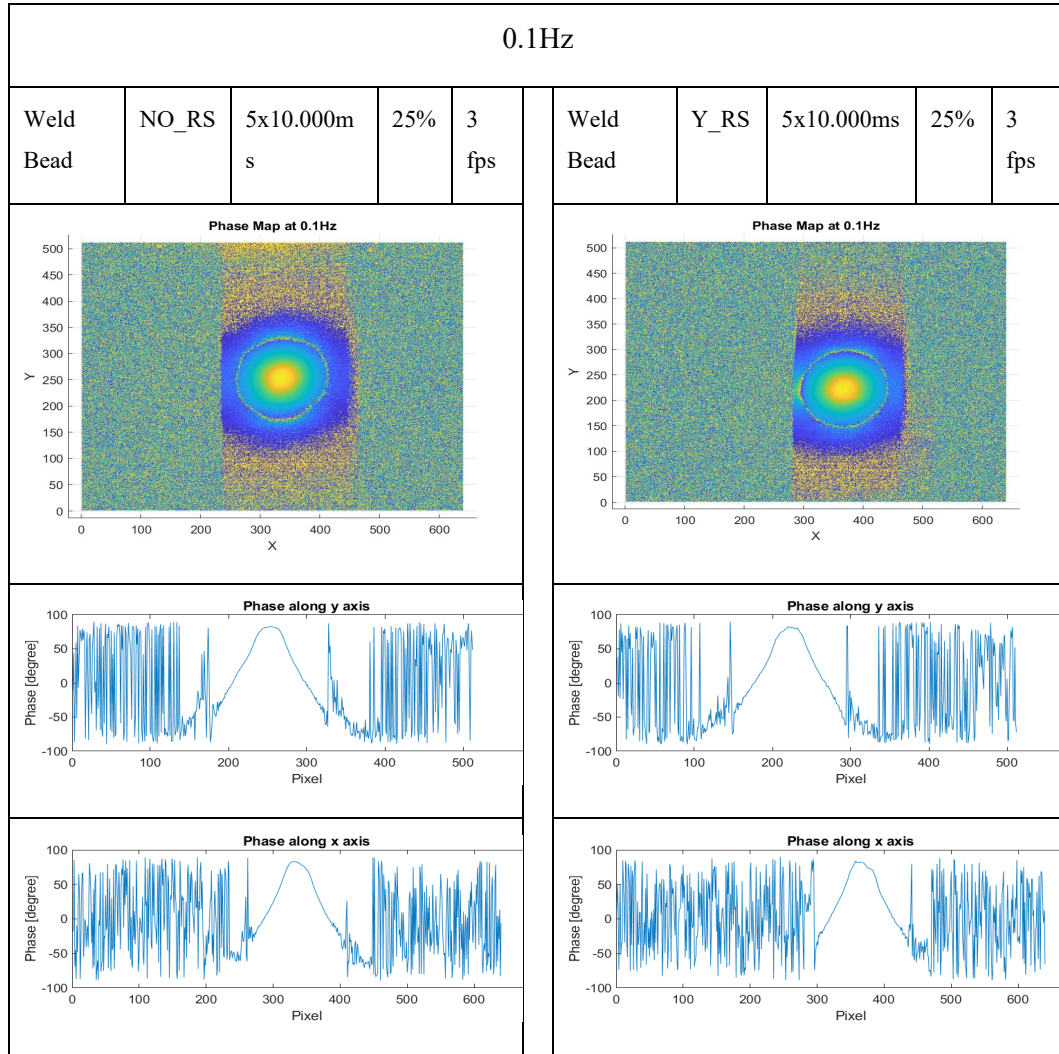 0.1Hz
Weld
Bead
NO_RS
5x10.000m
s
25%
3
fps
Weld
Bead
Y_RS
5x10.000ms
25%
3
fps
Phase Map at 0.1Hz
500
450
400
350
300
250
200
150
100
50
0
Y
0 100 200 300 400 500 600
X
Phase Map at 0.1Hz
500
450
400
350
300
250
200
150
100
50
0
Y
0 100 200 300 400 500 600
X
Phase along y axis
100
50
0
-50
-100
Phase [degree]
0 100 200 300 400 500
Pixel
Phase along y axis
100
50
0
-50
-100
Phase [degree]
0 100 200 300 400 500
Pixel
Phase along x axis
100
50
0
-50
-100
Phase [degree]
0 100 200 300 400 500 600
Pixel
Phase along x axis
100
50
0
-50
-100
Phase [degree]
0 100 200 300 400 500 600
Pixel